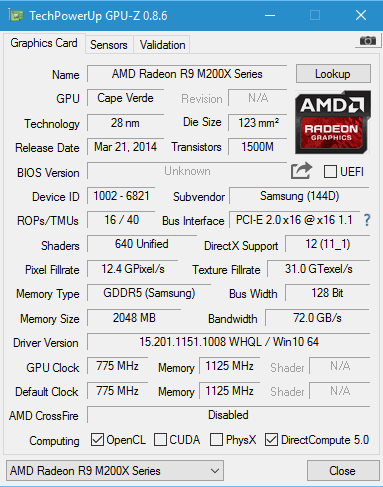 TechPowerUp GPU-Z 0.8.6
Graphics Card Sensors Validation
Name AMD Radeon R9 M200X Series Lookup
GPU Cape Verde Revision N/A
Technology 28 nm Die Size 123 mm²
Release Date Mar 21, 2014 Transistors 1500M
AMD
RADEON
GRAPHICS
BIOS Version Unknown UEFI
Device ID 1002 - 6821 Subvendor Samsung (144D)
ROPs/TMUs 16 / 40 Bus Interface PCI-E 2.0 x16 @ x16 1.1 ?
Shaders 640 Unified DirectX Support 12 (11_1)
Pixel Fillrate 12.4 GPixel/s Texture Fillrate 31.0 GTexel/s
Memory Type GDDR5 (Samsung) Bus Width 128 Bit
Memory Size 2048 MB Bandwidth 72.0 GB/s
Driver Version 15.201.1151.1008 WHQL / Win10 64
GPU Clock 775 MHz Memory 1125 MHz Shader N/A
Default Clock 775 MHz Memory 1125 MHz Shader N/A
AMD CrossFire Disabled
Computing OpenCL CUDA PhysX DirectCompute 5.0
AMD Radeon R9 M200X Series Close